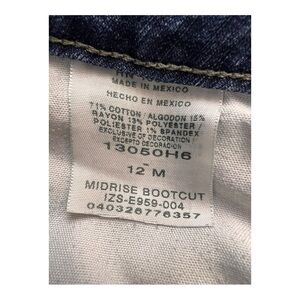 MADE IN MEXICO
HECHO EN MEXICO
71% COTTON / ALGODON 15%
RAYON 13% POLYESTER /
POLIESTER 1% SPANDEX
EXCLUSIVE OF DECORATION /
EXCEPTO DECORACION
13050H6
-
12 M
MIDRISE BOOTCUT
IZS-E959-004
040326776357